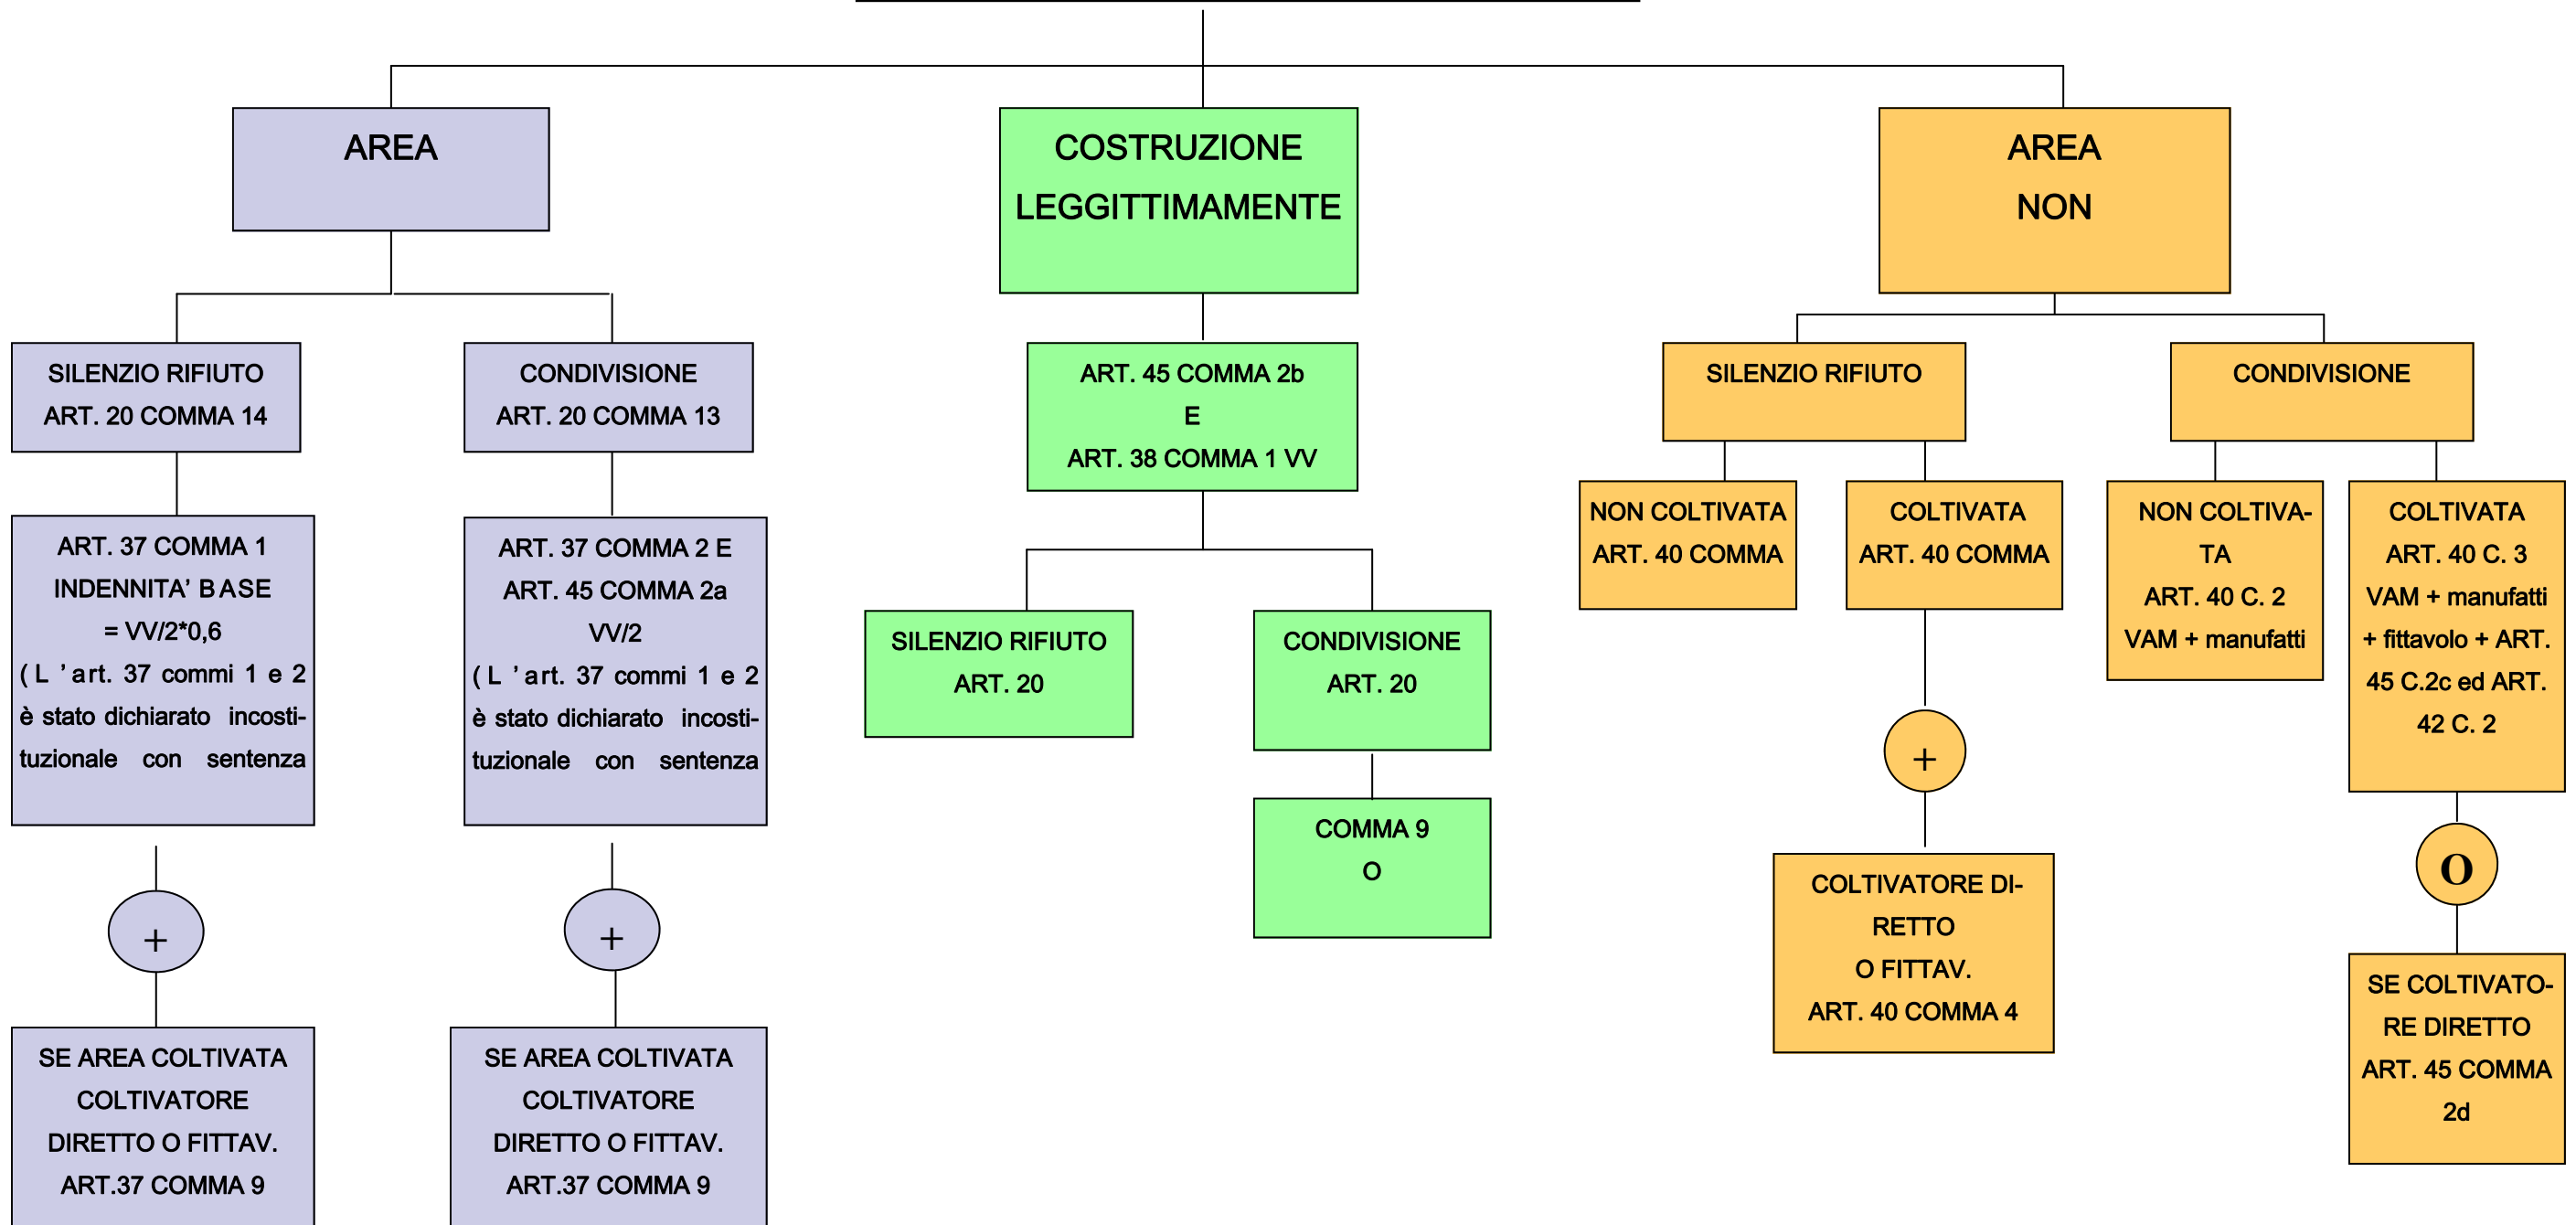 AREA
COSTRUZIONE
LEGGITTIMAMENTE
AREA
NON
SILENZIO RIFIUTO
ART. 20 COMMA 14
CONDIVISIONE
ART. 20 COMMA 13
ART. 45 COMMA 2b
E
ART. 38 COMMA 1 VV
SILENZIO RIFIUTO
CONDIVISIONE
ART. 37 COMMA 1
INDENNITA' BASE
= VV/2*0,6
(L'art. 37 commi 1 e 2
è stato dichiarato incosti-
tuzionale con sentenza
ART. 37 COMMA 2 E
ART. 45 COMMA 2a
VV/2
(L'art. 37 commi 1 e 2
è stato dichiarato incosti-
tuzionale con sentenza
SILENZIO RIFIUTO
ART. 20
CONDIVISIONE
ART. 20
COMMA 9
O
NON COLTIVATA
ART. 40 COMMA
COLTIVATA
ART. 40 COMMA
NON COLTIVA-
TA
ART. 40 C. 2
VAM + manufatti
COLTIVATA
ART. 40 C. 3
VAM + manufatti
+ fittavolo + ART.
45 C.2c ed ART.
42 C. 2
+
+
+
O
SE AREA COLTIVATA
COLTIVATORE
DIRETTO O FITTAV.
ART.37 COMMA 9
SE AREA COLTIVATA
COLTIVATORE
DIRETTO O FITTAV.
ART.37 COMMA 9
COLTIVATORE DI-
RETTO
O FITTAV.
ART. 40 COMMA 4
SE COLTIVATO-
RE DIRETTO
ART. 45 COMMA
2d